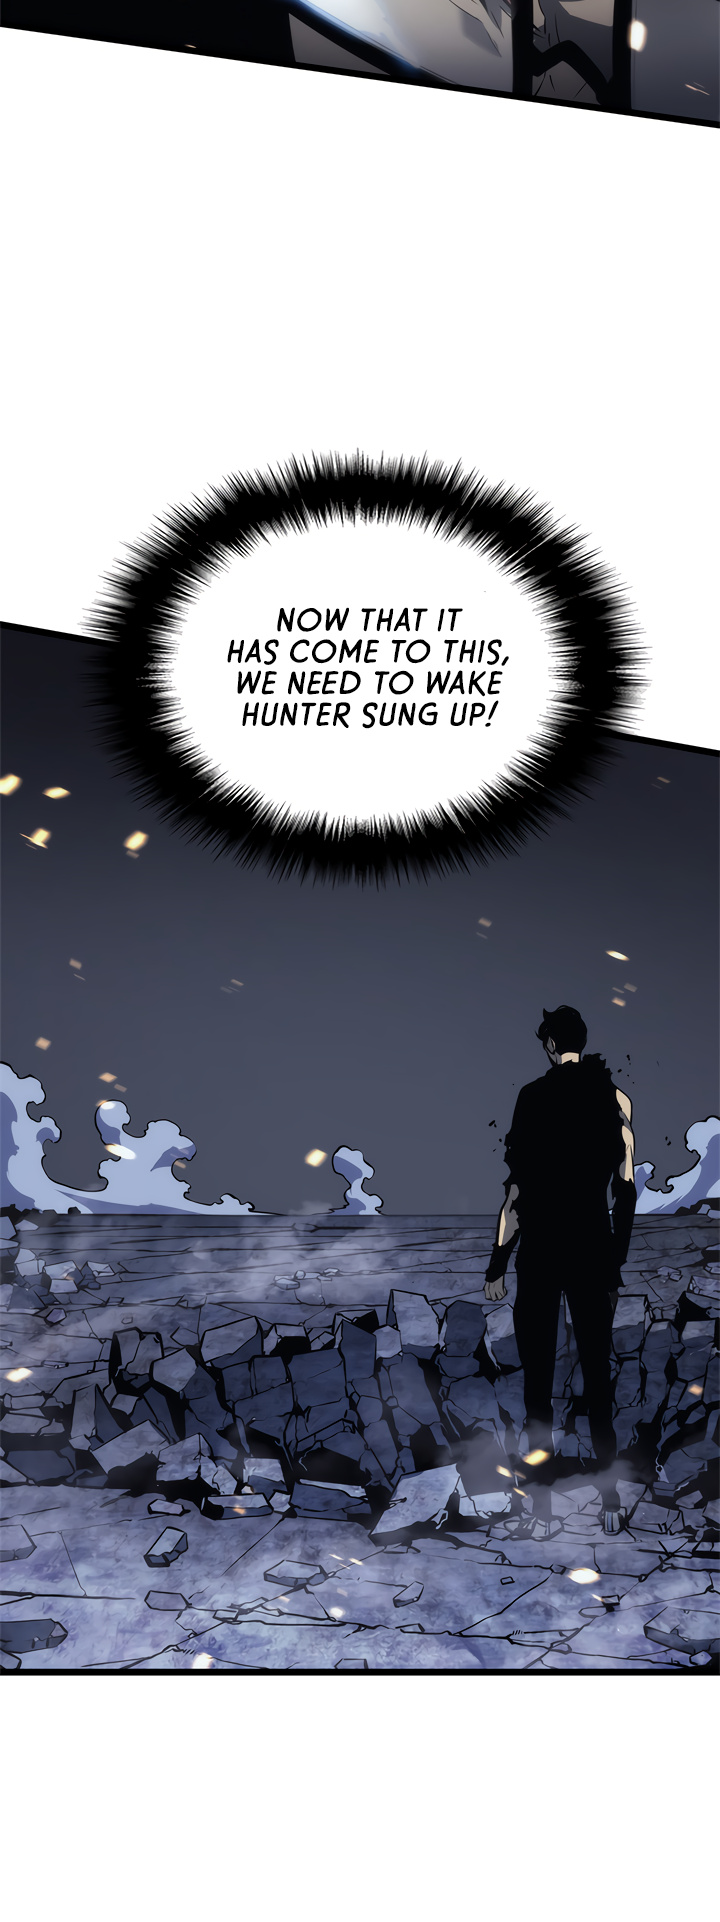 NOW THAT IT
HAS COME TO THIS,
WE NEED TO WAKE
HUNTER SUNG UP!